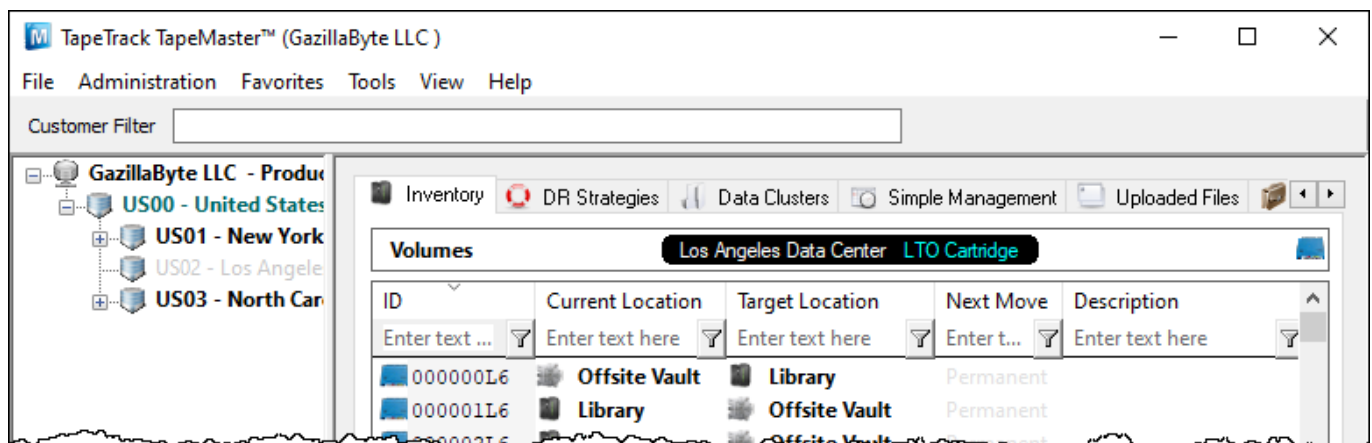 TapeTrack TapeMaster™ (GazillaByte LLC )
File Administration Favorites Tools View Help
Customer Filter
GazillaByte LLC - Produ
US00 - United States
US01 - New York
US02 - Los Angele
US03 - North Car
Inventory DR Strategies Data Clusters Simple Management Uploaded Files
Volumes Los Angeles Data Center LTO Cartridge
ID Current Location Target Location Next Move Description
Enter text ... Enter text here Enter text here Enter t... Enter text here
000000L6 Offsite Vault Library Permanent
000001L6 Library Offsite Vault Permanent